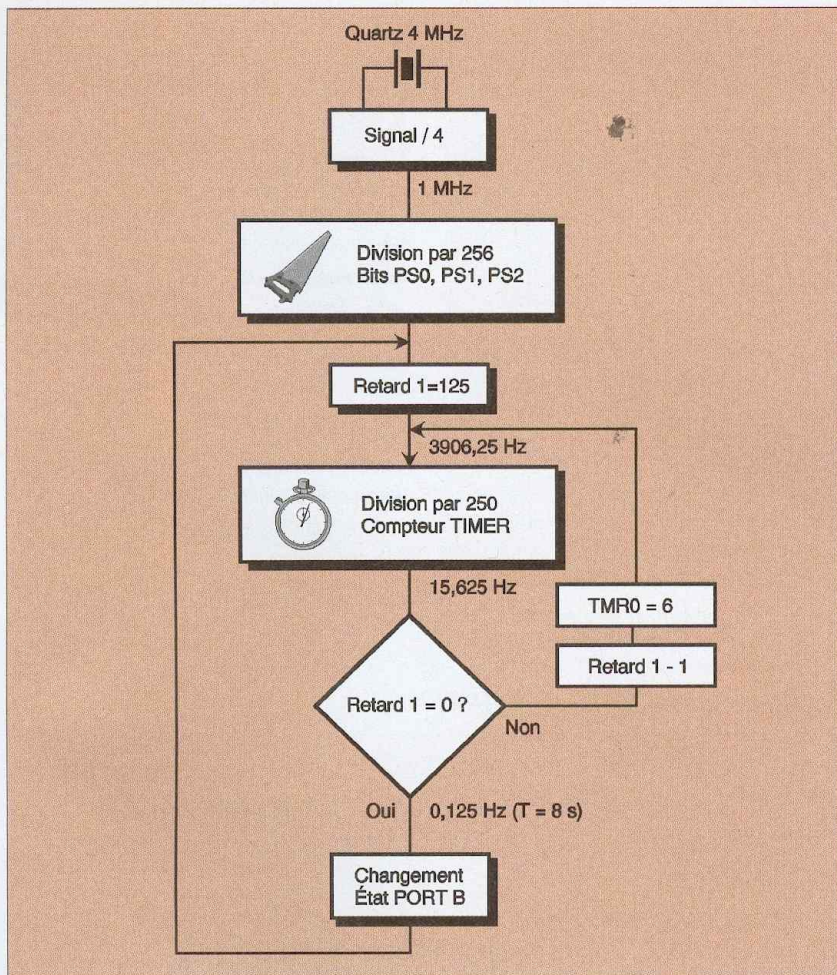 Quartz 4 MHz
Signal / 4
1 MHz
Division par 256
Bits PS0, PS1, PS2
Retard 1=125
3906,25 Hz
Division par 250
Compteur TIMER
15,625 Hz
TMR0 = 6
Retard 1 - 1
Retard 1 = 0 ?
Non
Oui
0,125 Hz (T = 8 s)
Changement
État PORT B